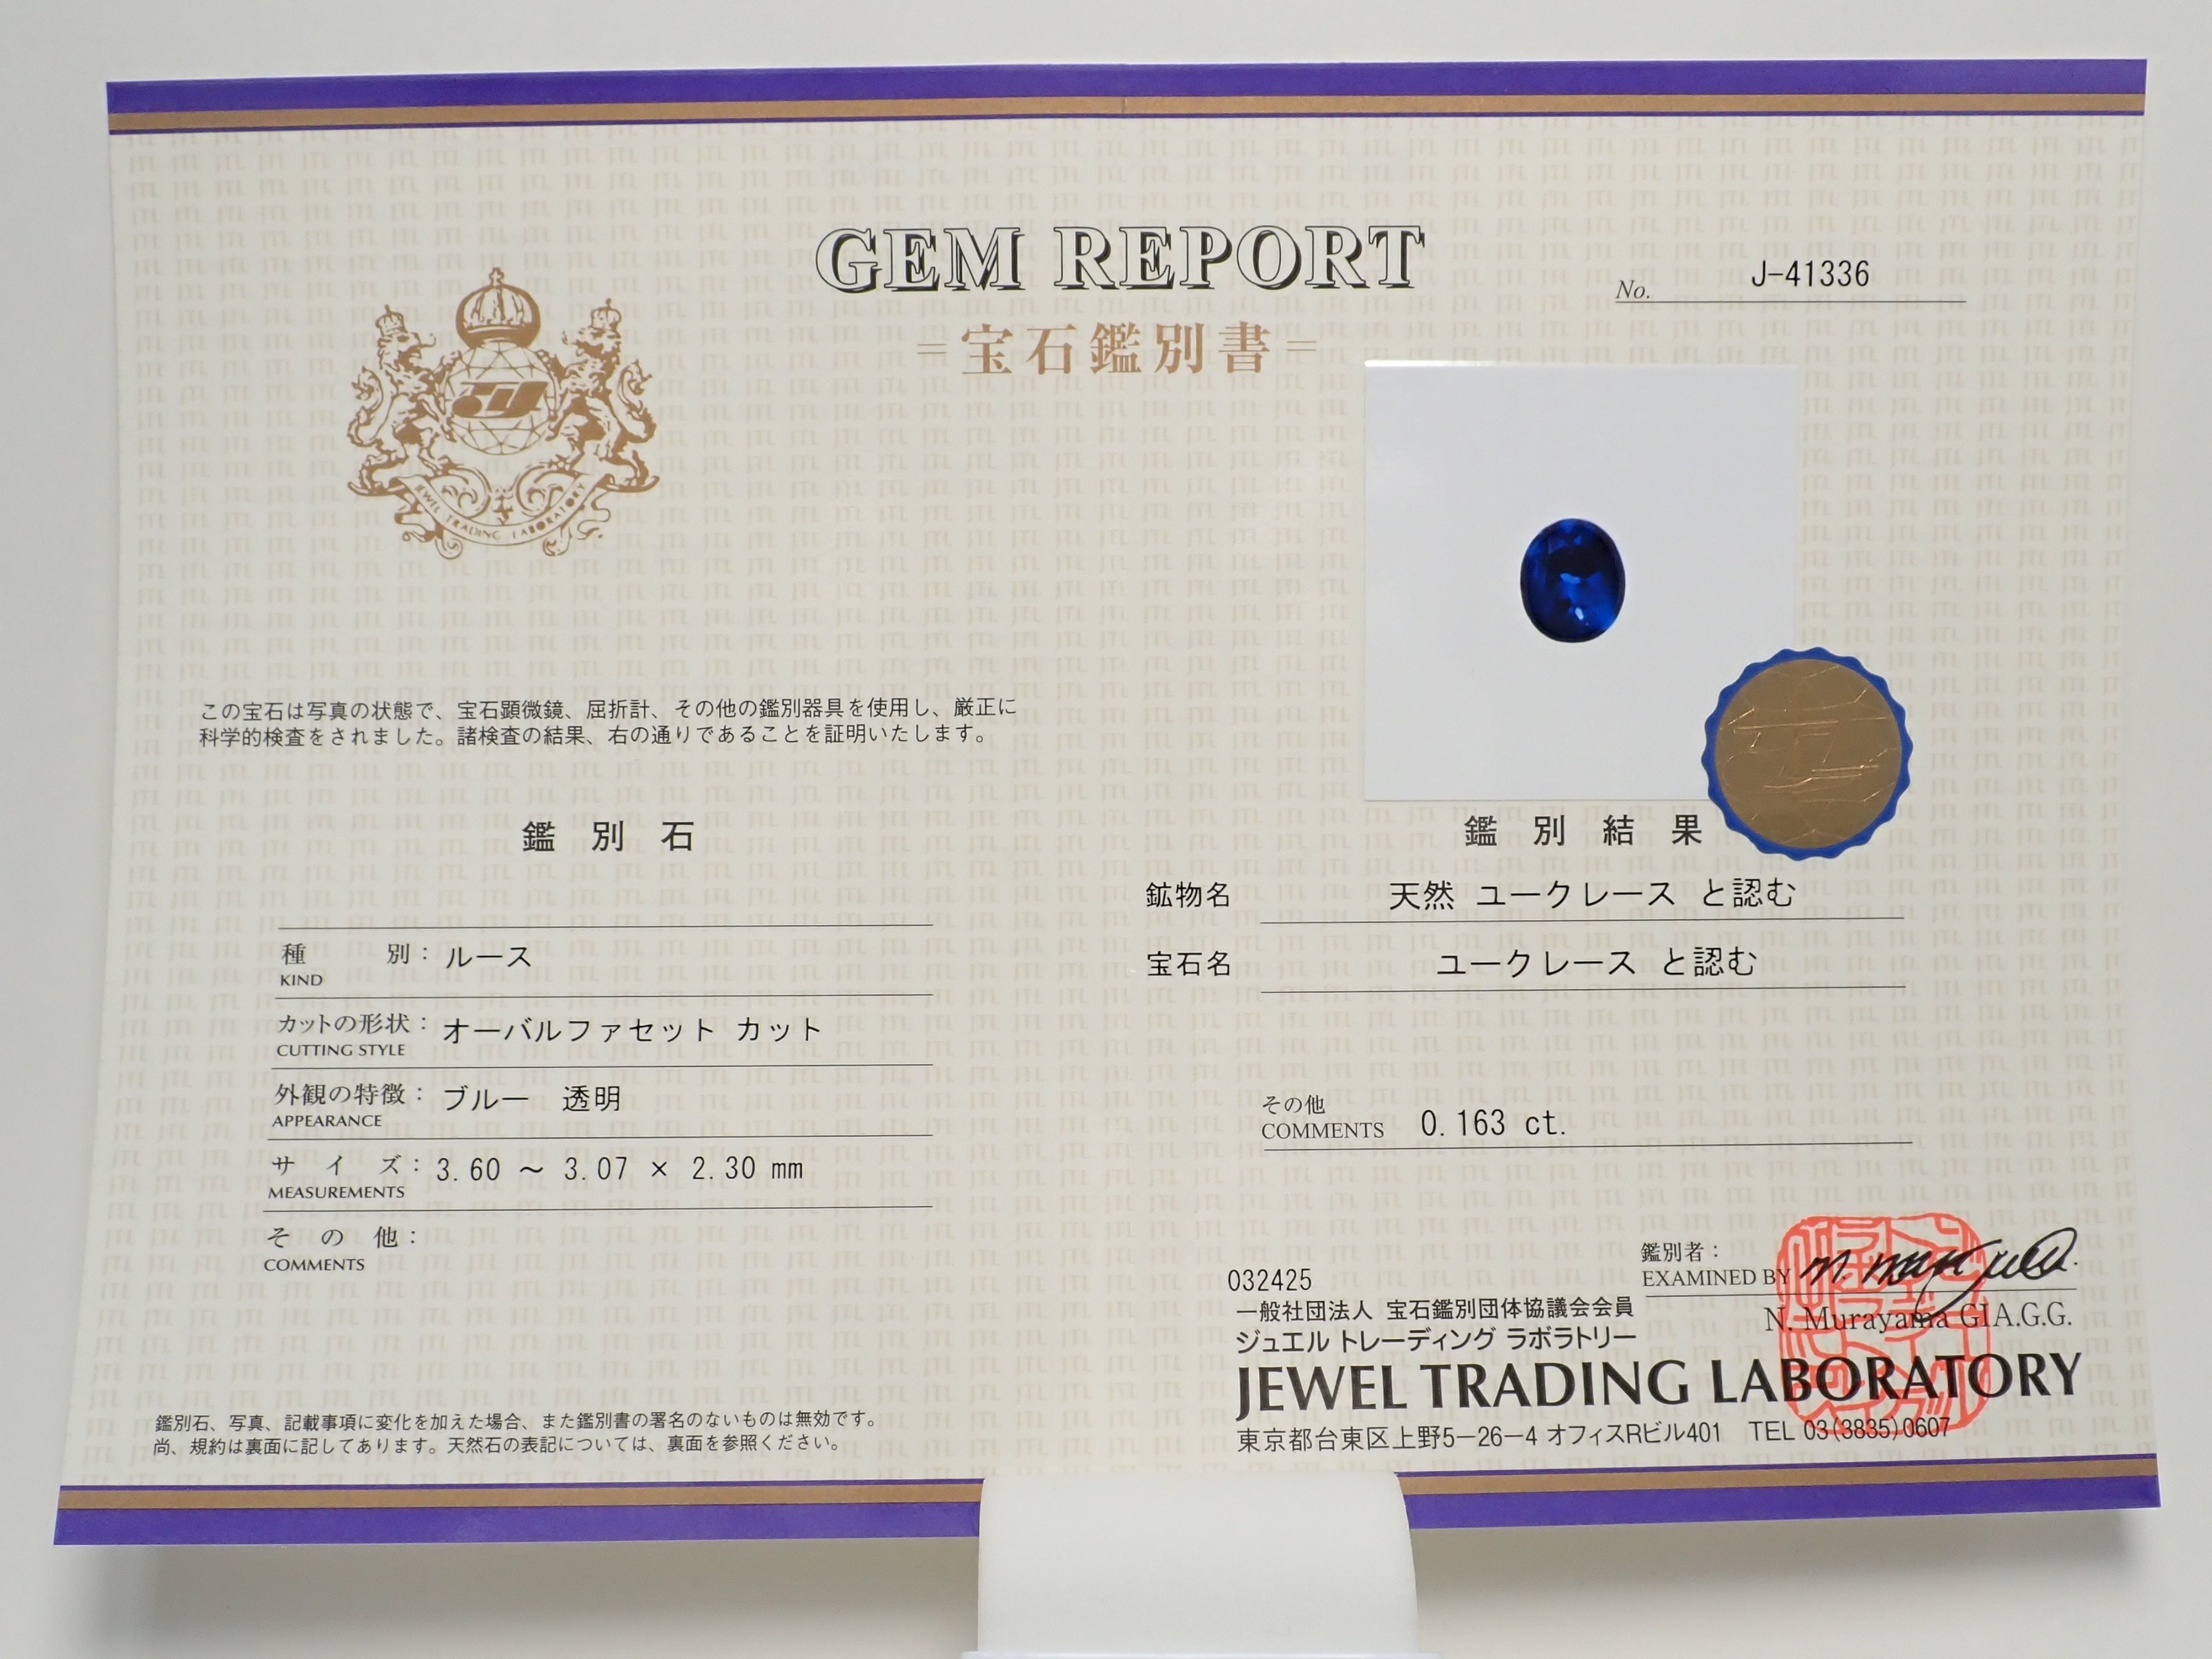 GEM REPORT
=宝石鑑別書=
No. J-41336
JEWEL TRADING LABORATORY
この宝石は写真の状態で、宝石顕微鏡、屈折計、その他の鑑別器具を使用し、厳正に
科学的検査をされました。諸検査の結果、右の通りであることを証明いたします。
鑑別石
種別: ルース
KIND
カットの形状: オーバルファセット カット
CUTTING STYLE
外観の特徴: ブルー 透明
APPEARANCE
サイズ: 3.60 ～ 3.07 × 2.30 mm
MEASUREMENTS
その他:
COMMENTS
鑑別石、写真、記載事項に変化を加えた場合、また鑑別書の署名のないものは無効です。
尚、規約は裏面に記してあります。天然石の表記については、裏面を参照ください。
鑑別結果
鉱物名 天然 ユークレース と認む
宝石名 ユークレース と認む
その他
COMMENTS 0.163 ct.
鑑別者:
EXAMINED BY
N. Murayama GIA.G.G.
032425
一般社団法人 宝石鑑別団体協議会会員
ジュエル トレーディング ラボラトリー
JEWEL TRADING LABORATORY
東京都台東区上野5-26-4 オフィスRビル401 TEL 03(3835)0607